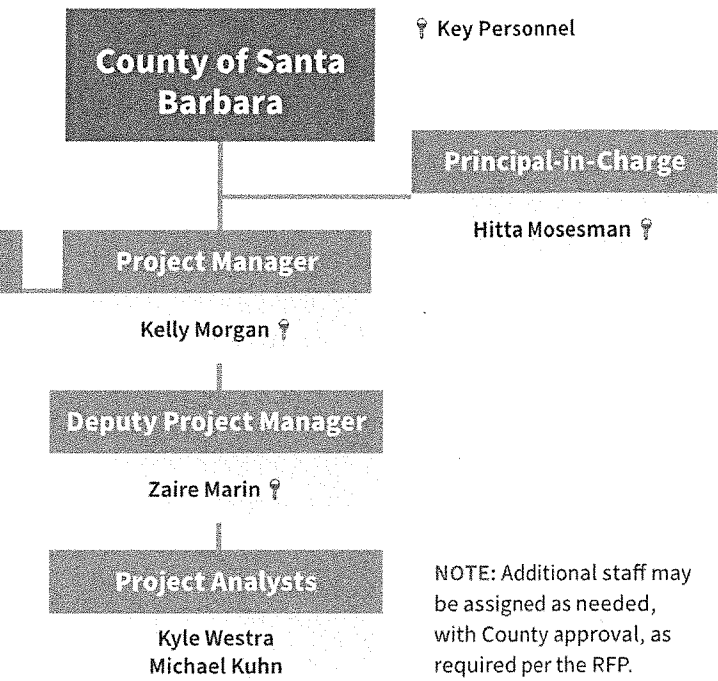 County of Santa
Barbara
Key Personnel
Principal-in-Charge
Hitta Mosesman
Project Manager
Kelly Morgan
Deputy Project Manager
Zaire Marin
Project Analysts
Kyle Westra
Michael Kuhn
NOTE: Additional staff may
be assigned as needed,
with County approval, as
required per the RFP.